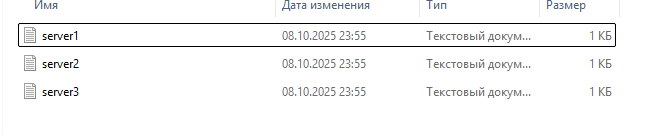 Имя Дата изменения Тип Размер
server1 08.10.2025 23:55 Текстовый докум... 1 КБ
server2 08.10.2025 23:55 Текстовый докум... 1 КБ
server3 08.10.2025 23:55 Текстовый докум... 1 КБ